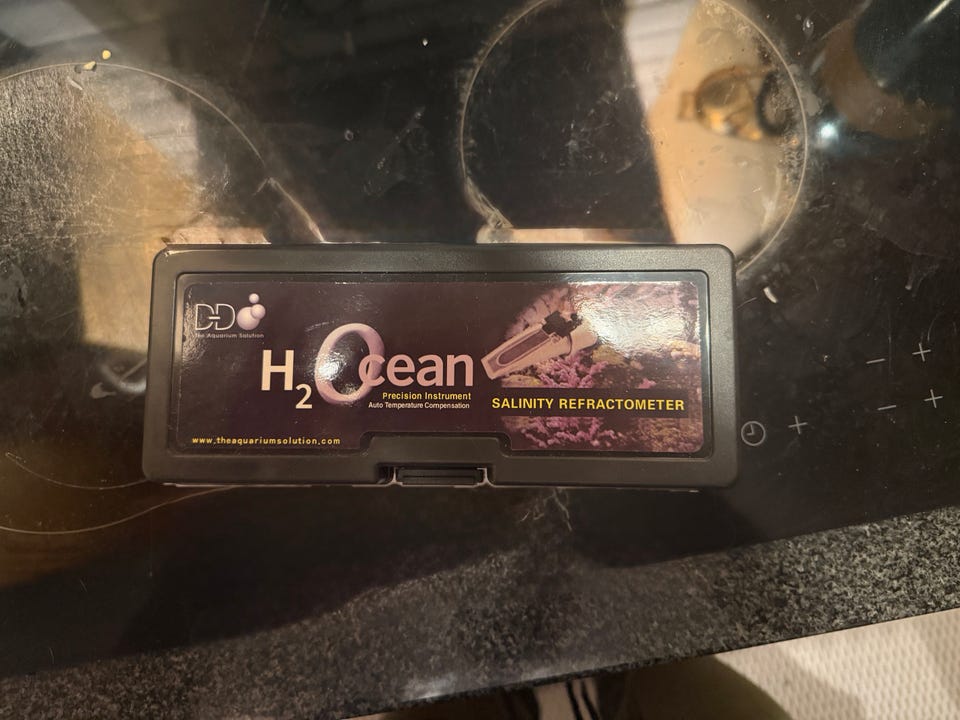 D-D
The Aquarium Solution
H2Ocean
Precision Instrument
Auto Temperature Compensation
SALINITY REFRACTOMETER
www.theaquariumsolution.com
− +
− +
+